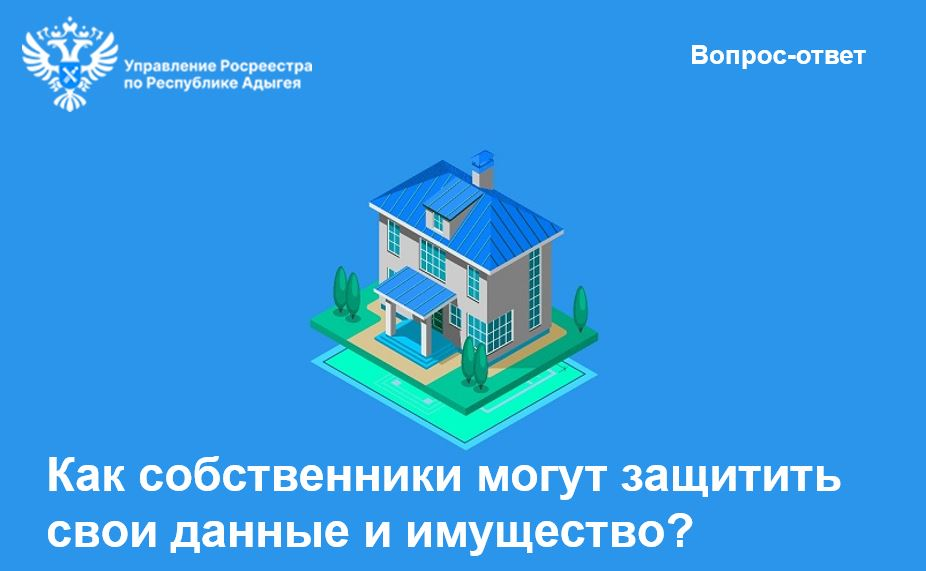 Управление Росреестра
по Республике Адыгея
Вопрос-ответ
Как собственники могут защитить
свои данные и имущество?